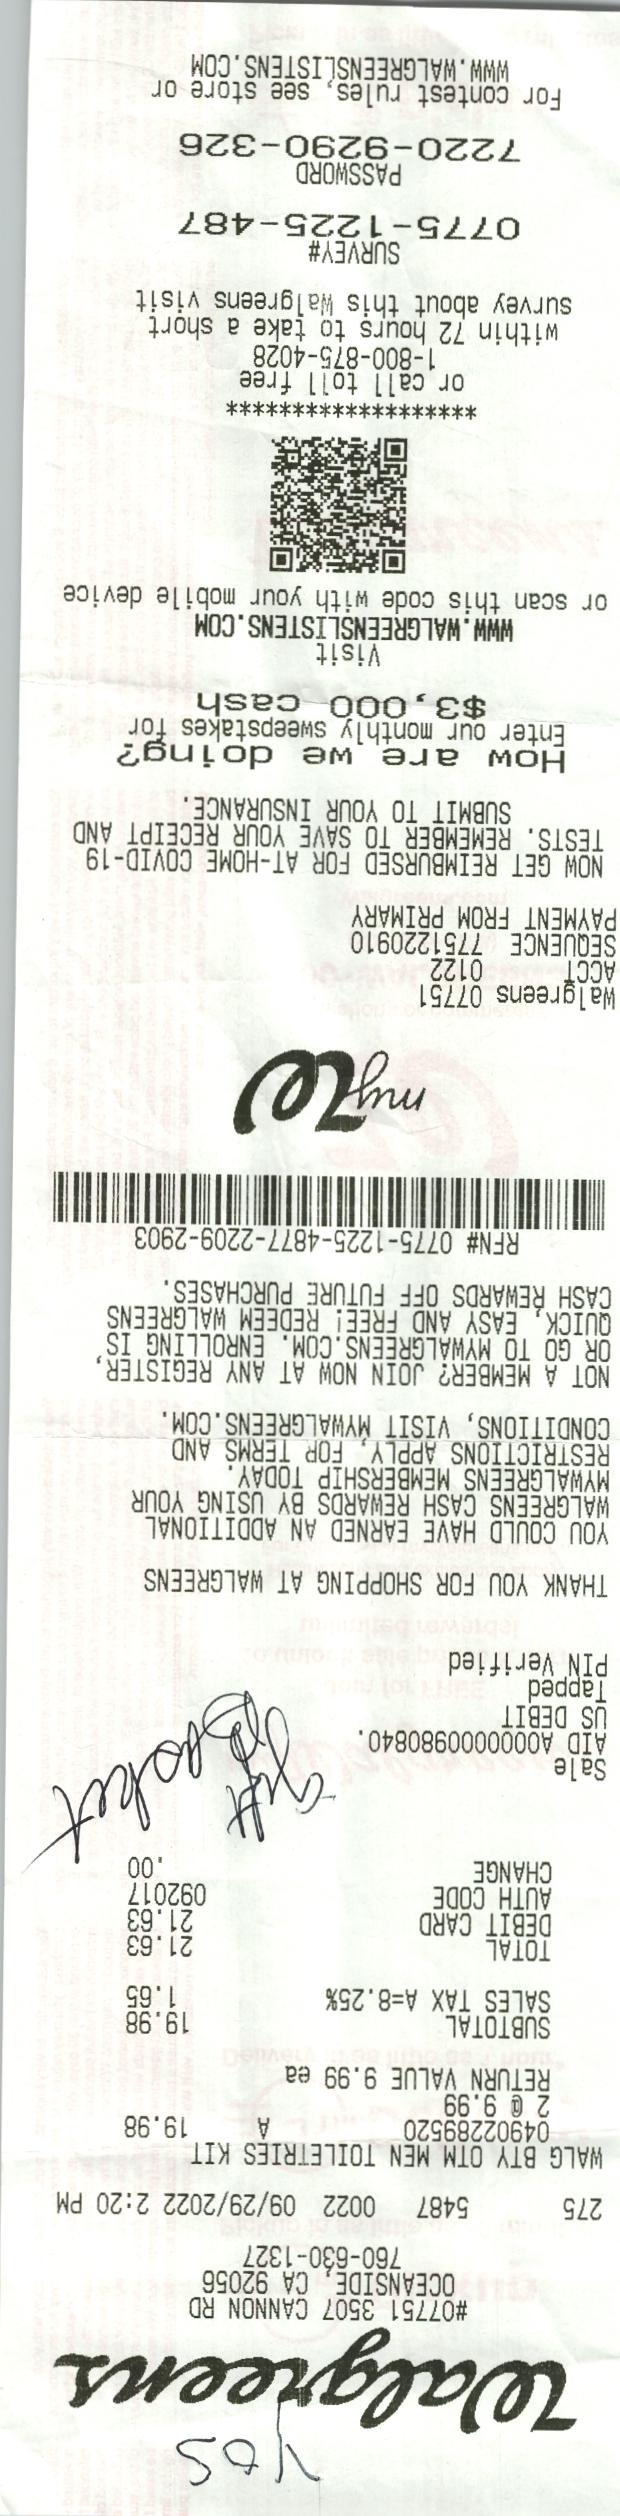 YOS
Walgreens
#07751 3507 CANNON RD
OCEANSIDE, CA 92056
760-630-1327
275 5487 0022 09/29/2022 2:20 PM
WALG BTY OTM MEN TOILETRIES KIT
04902289520 A 19.98
2 @ 9.99
RETURN VALUE 9.99 ea
SUBTOTAL 19.98
SALES TAX A=8.25% 1.65
TOTAL 21.63
DEBIT CARD 21.63
AUTH CODE 092017
CHANGE .00
Gift
Basket
Sale
AID A0000000980840.
US DEBIT
Tapped
PIN Verified
THANK YOU FOR SHOPPING AT WALGREENS
YOU COULD HAVE EARNED AN ADDITIONAL
WALGREENS CASH REWARDS BY USING YOUR
MYWALGREENS MEMBERSHIP TODAY.
RESTRICTIONS APPLY, FOR TERMS AND
CONDITIONS, VISIT MYWALGREENS.COM.
NOT A MEMBER? JOIN NOW AT ANY REGISTER,
OR GO TO MYWALGREENS.COM. ENROLLING IS
QUICK, EASY AND FREE! REDEEM WALGREENS
CASH REWARDS OFF FUTURE PURCHASES.
RFN# 0775-1225-4877-2209-2903
myW
Walgreens 07751
ACCT 0122
SEQUENCE 7751220910
PAYMENT FROM PRIMARY
NOW GET REIMBURSED FOR AT-HOME COVID-19
TESTS. REMEMBER TO SAVE YOUR RECEIPT AND
SUBMIT TO YOUR INSURANCE.
How are we doing?
Enter our monthly sweepstakes for
$3,000 cash
Visit
WWW.WALGREENSLISTENS.COM
or scan this code with your mobile device
********************
or call toll free
1-800-875-4028
within 72 hours to take a short
survey about this Walgreens visit
SURVEY#
0775-1225-487
PASSWORD
7220-9290-326
For contest rules, see store or
WWW.WALGREENSLISTENS.COM